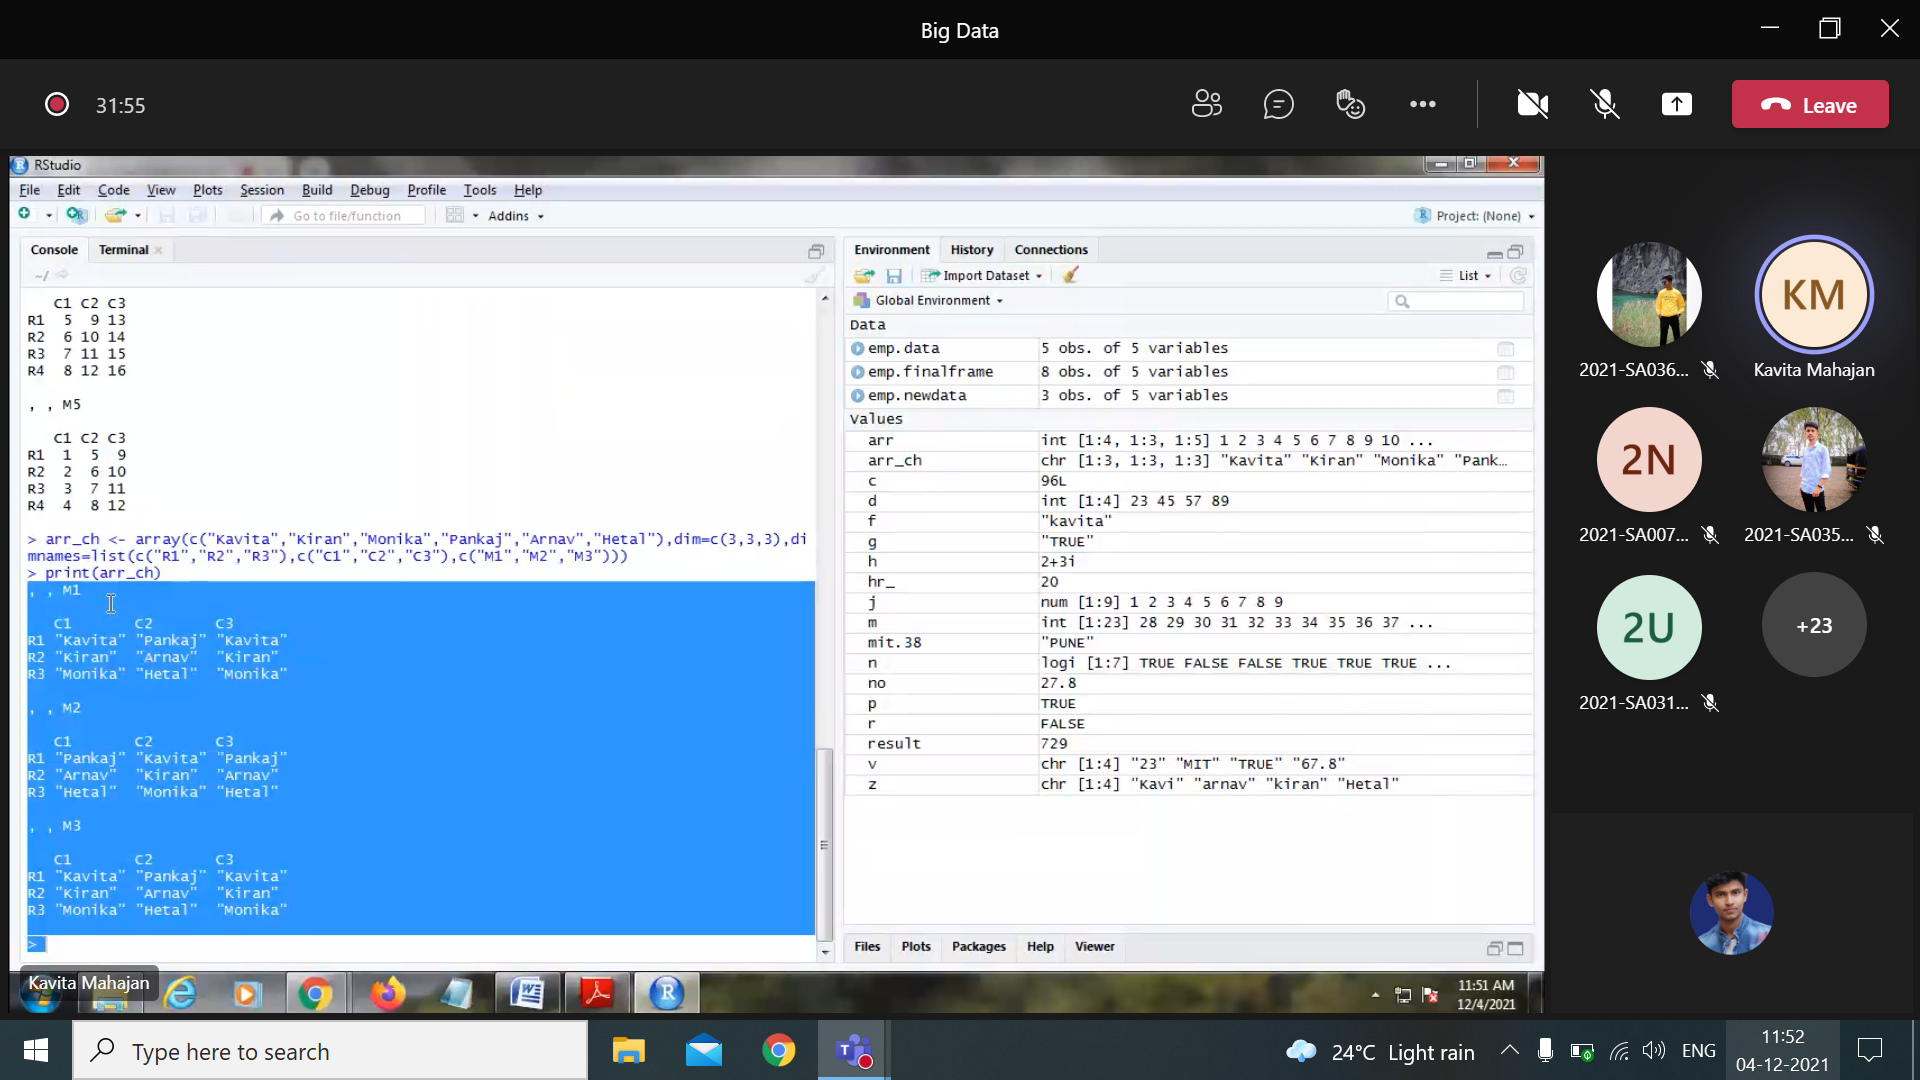 Big Data
31:55
Leave
RStudio
File Edit Code View Plots Session Build Debug Profile Tools Help
Go to file/function
Addins
Project: (None)
Console Terminal
~/
C1 C2 C3
R1 5 9 13
R2 6 10 14
R3 7 11 15
R4 8 12 16
, , M5
C1 C2 C3
R1 1 5 9
R2 2 6 10
R3 3 7 11
R4 4 8 12
> arr_ch <- array(c("Kavita","Kiran","Monika","Pankaj","Arnav","Hetal"),dim=c(3,3,3),di
mnames=list(c("R1","R2","R3"),c("C1","C2","C3"),c("M1","M2","M3")))
> print(arr_ch)
, , M1
C1 C2 C3
R1 "Kavita" "Pankaj" "Kavita"
R2 "Kiran" "Arnav" "Kiran"
R3 "Monika" "Hetal" "Monika"
, , M2
C1 C2 C3
R1 "Pankaj" "Kavita" "Pankaj"
R2 "Arnav" "Kiran" "Arnav"
R3 "Hetal" "Monika" "Hetal"
, , M3
C1 C2 C3
R1 "Kavita" "Pankaj" "Kavita"
R2 "Kiran" "Arnav" "Kiran"
R3 "Monika" "Hetal" "Monika"
>
Environment History Connections
Import Dataset
List
Global Environment
Data
emp.data 5 obs. of 5 variables
emp.finalframe 8 obs. of 5 variables
emp.newdata 3 obs. of 5 variables
Values
arr int [1:4, 1:3, 1:5] 1 2 3 4 5 6 7 8 9 10 ...
arr_ch chr [1:3, 1:3, 1:3] "Kavita" "Kiran" "Monika" "Pank…
c 96L
d int [1:4] 23 45 57 89
f "kavita"
g "TRUE"
h 2+3i
hr_ 20
j num [1:9] 1 2 3 4 5 6 7 8 9
m int [1:23] 28 29 30 31 32 33 34 35 36 37 ...
mit.38 "PUNE"
n logi [1:7] TRUE FALSE FALSE TRUE TRUE TRUE ...
no 27.8
p TRUE
r FALSE
result 729
v chr [1:4] "23" "MIT" "TRUE" "67.8"
z chr [1:4] "Kavi" "arnav" "kiran" "Hetal"
Files Plots Packages Help Viewer
KM
2021-SA036... Kavita Mahajan
2N
2021-SA007... 2021-SA035...
2U
+23
2021-SA031...
Kavita Mahajan
11:51 AM
12/4/2021
Type here to search
24°C Light rain
ENG
11:52
04-12-2021